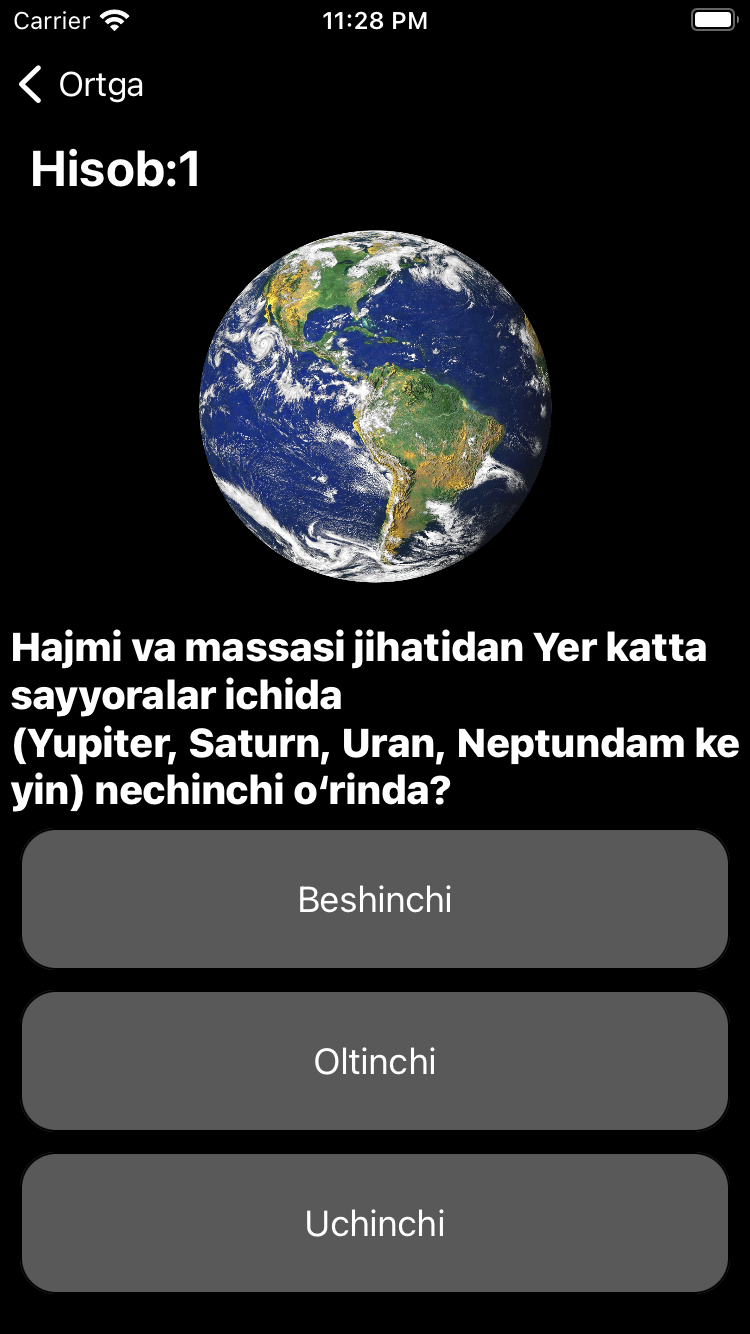 Carrier
11:28 PM
Ortga
Hisob:1
Hajmi va massasi jihatidan Yer katta
sayyoralar ichida
(Yupiter, Saturn, Uran, Neptundam ke
yin) nechinchi o‘rinda?
Beshinchi
Oltinchi
Uchinchi